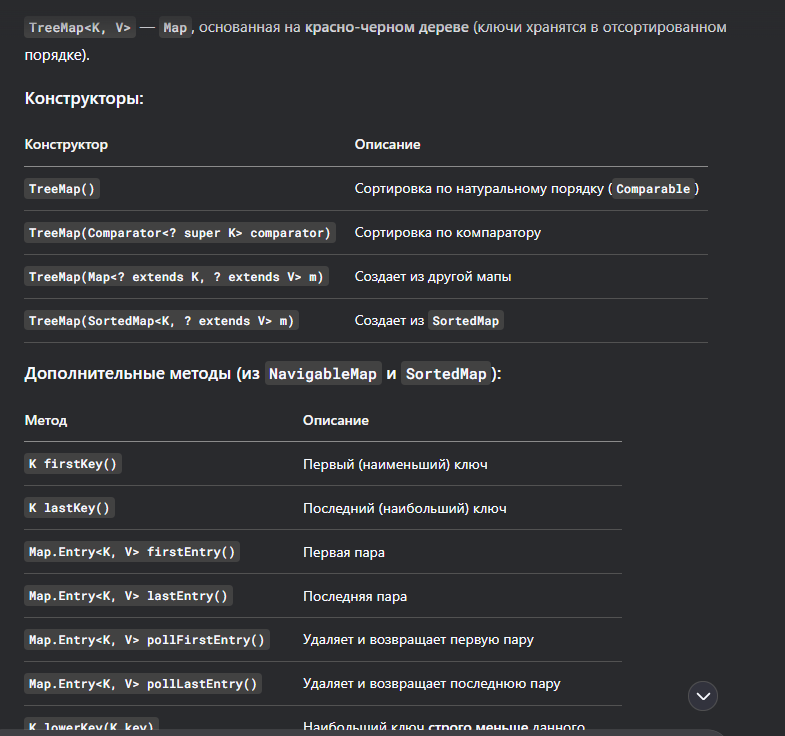 TreeMap<K, V> — Map, основанная на красно-черном дереве (ключи хранятся в отсортированном
порядке).
Конструкторы:
Конструктор Описание
TreeMap() Сортировка по натуральному порядку (Comparable)
TreeMap(Comparator<? super K> comparator) Сортировка по компаратору
TreeMap(Map<? extends K, ? extends V> m) Создает из другой мапы
TreeMap(SortedMap<K, ? extends V> m) Создает из SortedMap
Дополнительные методы (из NavigableMap и SortedMap):
Метод Описание
K firstKey() Первый (наименьший) ключ
K lastKey() Последний (наибольший) ключ
Map.Entry<K, V> firstEntry() Первая пара
Map.Entry<K, V> lastEntry() Последняя пара
Map.Entry<K, V> pollFirstEntry() Удаляет и возвращает первую пару
Map.Entry<K, V> pollLastEntry() Удаляет и возвращает последнюю пару
K lowerKey(K key) Наибольший ключ строго меньше данного